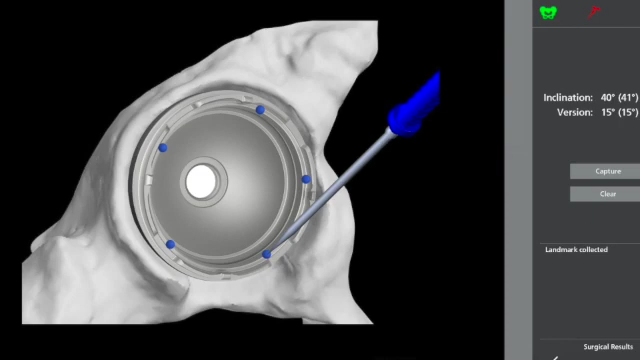 Inclination: 40° (41°)
Version: 15° (15°)
Capture
Clear
Landmark collected
Surgical Results